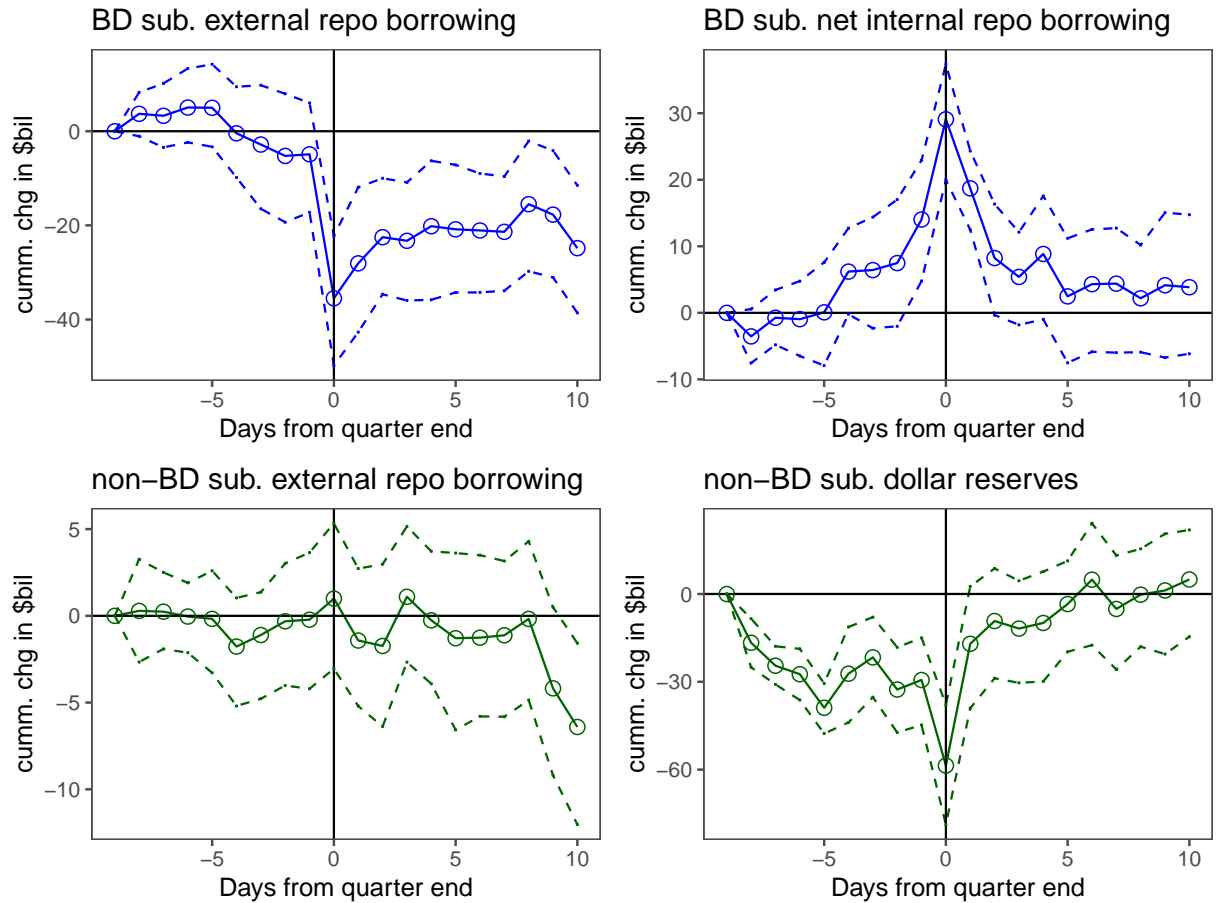 BD sub. external repo borrowing
cumm. chg in $bil
0
−20
−40
−5
0
5
10
Days from quarter end
BD sub. net internal repo borrowing
cumm. chg in $bil
30
20
10
0
−10
−5
0
5
10
Days from quarter end
non−BD sub. external repo borrowing
cumm. chg in $bil
5
0
−5
−10
−5
0
5
10
Days from quarter end
non−BD sub. dollar reserves
cumm. chg in $bil
0
−30
−60
−5
0
5
10
Days from quarter end